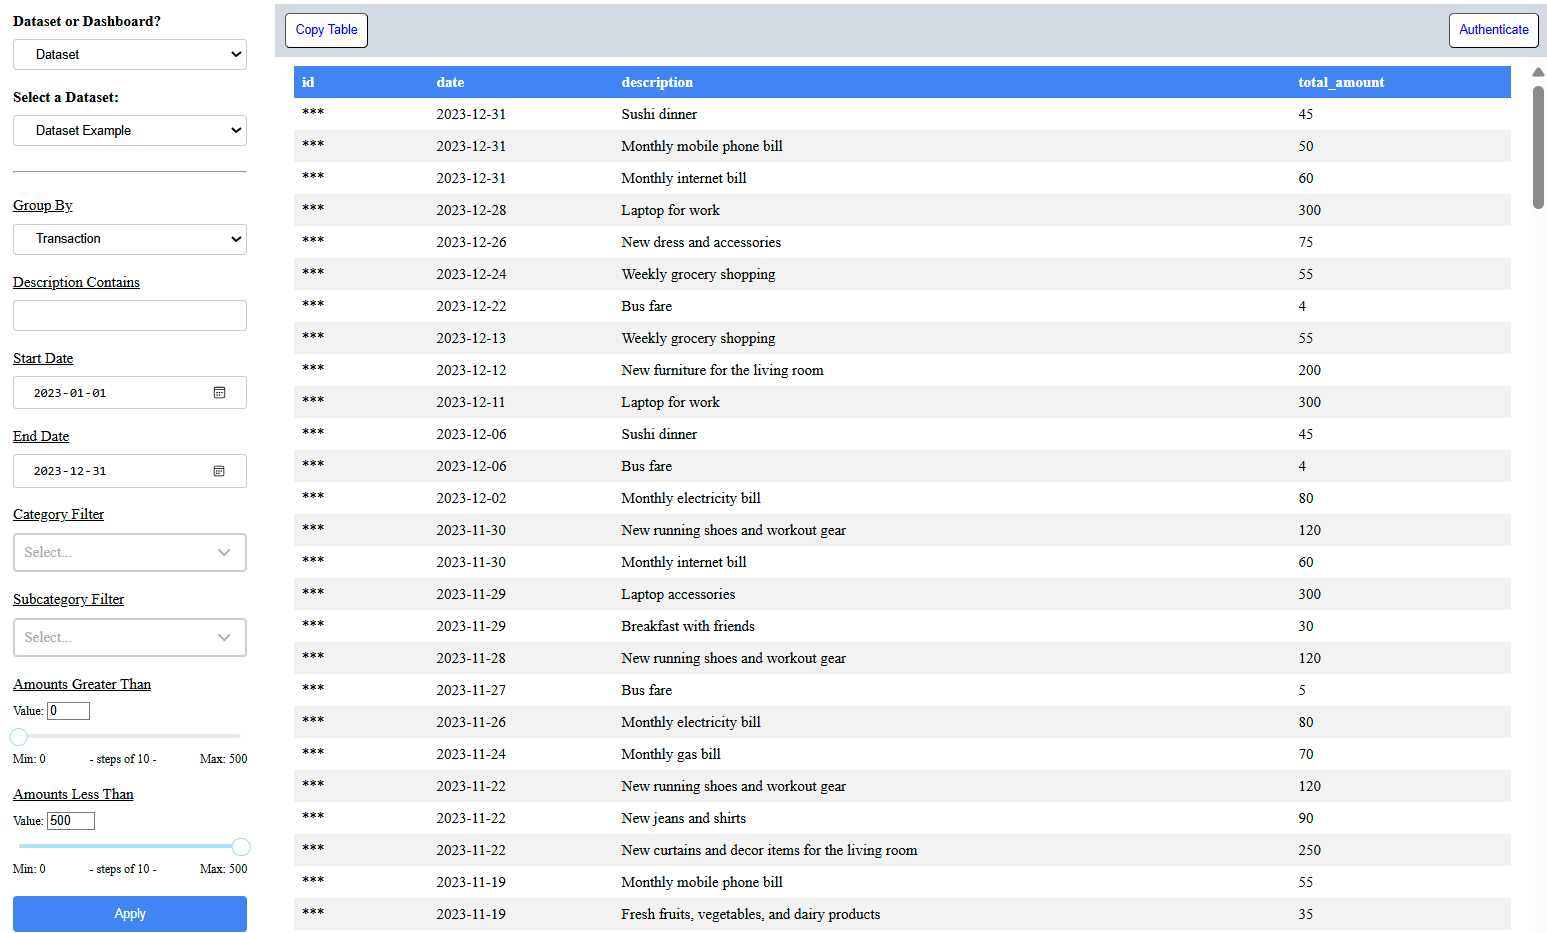 Dataset or Dashboard?
Dataset
Select a Dataset:
Dataset Example
Group By
Transaction
Description Contains
Start Date
2023-01-01
End Date
2023-12-31
Category Filter
Select...
Subcategory Filter
Select...
Amounts Greater Than
Value: 0
Min: 0 - steps of 10 - Max: 500
Amounts Less Than
Value: 500
Min: 0 - steps of 10 - Max: 500
Apply
Copy Table Authenticate
id date description total_amount
*** 2023-12-31 Sushi dinner 45
*** 2023-12-31 Monthly mobile phone bill 50
*** 2023-12-31 Monthly internet bill 60
*** 2023-12-28 Laptop for work 300
*** 2023-12-26 New dress and accessories 75
*** 2023-12-24 Weekly grocery shopping 55
*** 2023-12-22 Bus fare 4
*** 2023-12-13 Weekly grocery shopping 55
*** 2023-12-12 New furniture for the living room 200
*** 2023-12-11 Laptop for work 300
*** 2023-12-06 Sushi dinner 45
*** 2023-12-06 Bus fare 4
*** 2023-12-02 Monthly electricity bill 80
*** 2023-11-30 New running shoes and workout gear 120
*** 2023-11-30 Monthly internet bill 60
*** 2023-11-29 Laptop accessories 300
*** 2023-11-29 Breakfast with friends 30
*** 2023-11-28 New running shoes and workout gear 120
*** 2023-11-27 Bus fare 5
*** 2023-11-26 Monthly electricity bill 80
*** 2023-11-24 Monthly gas bill 70
*** 2023-11-22 New running shoes and workout gear 120
*** 2023-11-22 New jeans and shirts 90
*** 2023-11-22 New curtains and decor items for the living room 250
*** 2023-11-19 Monthly mobile phone bill 55
*** 2023-11-19 Fresh fruits, vegetables, and dairy products 35